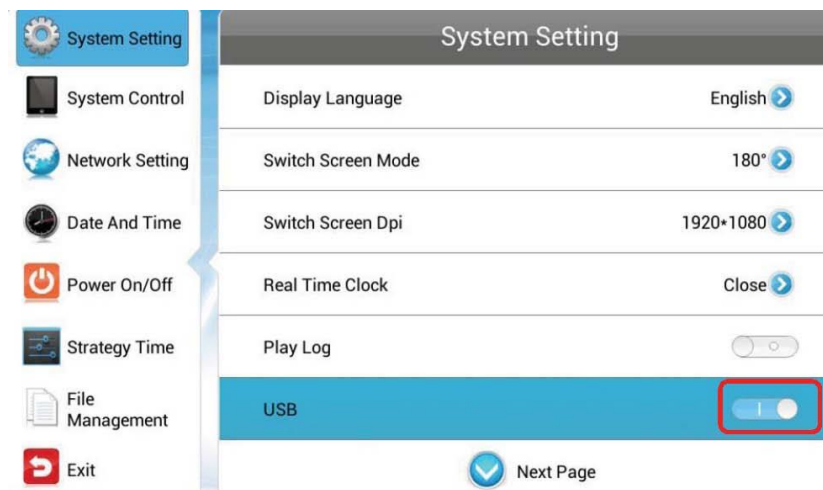 System Setting
System Control
Network Setting
Date And Time
Power On/Off
Strategy Time
File
Management
Exit
System Setting
Display Language English
Switch Screen Mode 180°
Switch Screen Dpi 1920*1080
Real Time Clock Close
Play Log
USB
Next Page